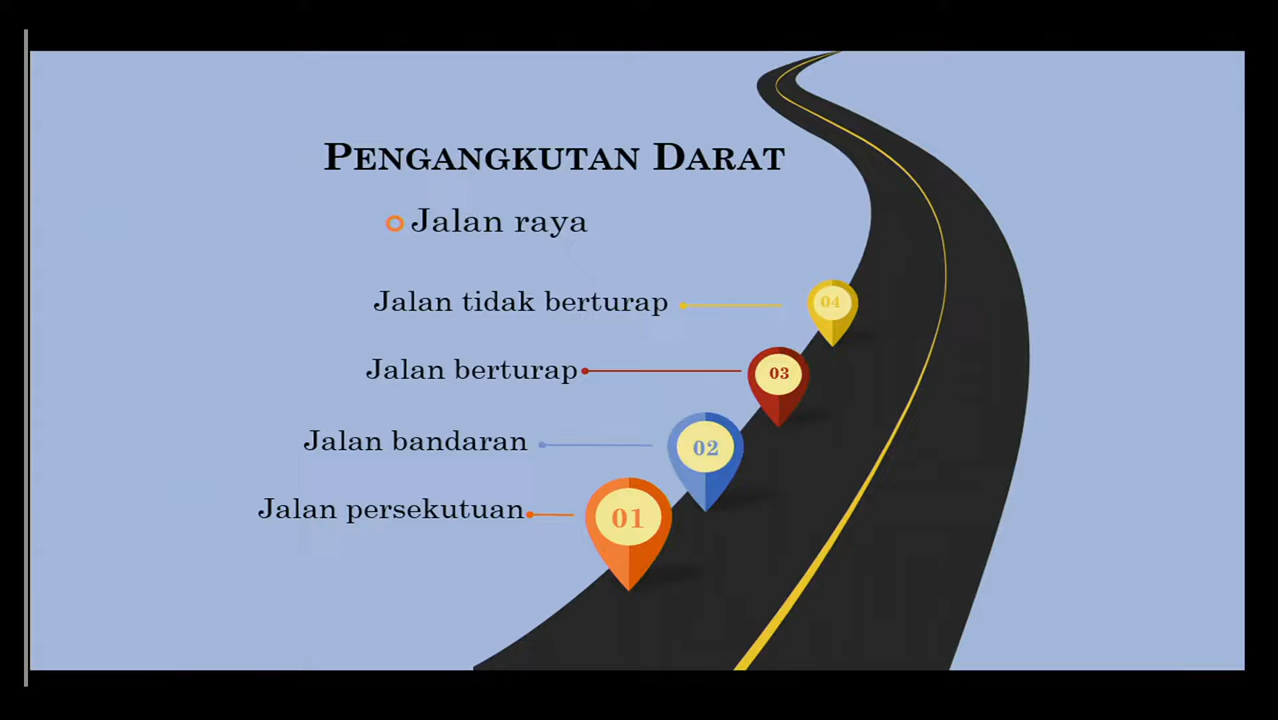 Pengangkutan Darat
Jalan raya
Jalan tidak berturap 04
Jalan berturap 03
Jalan bandaran 02
Jalan persekutuan 01